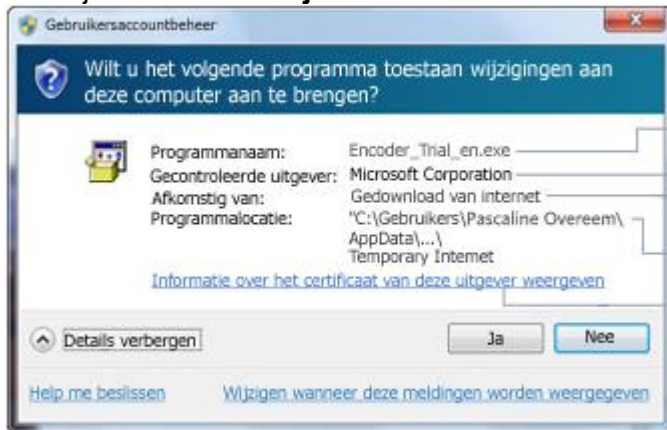 Gebruikersaccountbeheer
Wilt u het volgende programma toestaan wijzigingen aan
deze computer aan te brengen?
Programmanaam: Encoder_Trial_en.exe
Gecontroleerde uitgever: Microsoft Corporation
Afkomstig van: Gedownload van internet
Programmalocatie: "C:\Gebruikers\Pascaline Overeem\
AppData\...\
Temporary Internet
Informatie over het certificaat van deze uitgever weergeven
Details verbergen
Ja
Nee
Help me beslissen
Wijzigen wanneer deze meldingen worden weergegeven